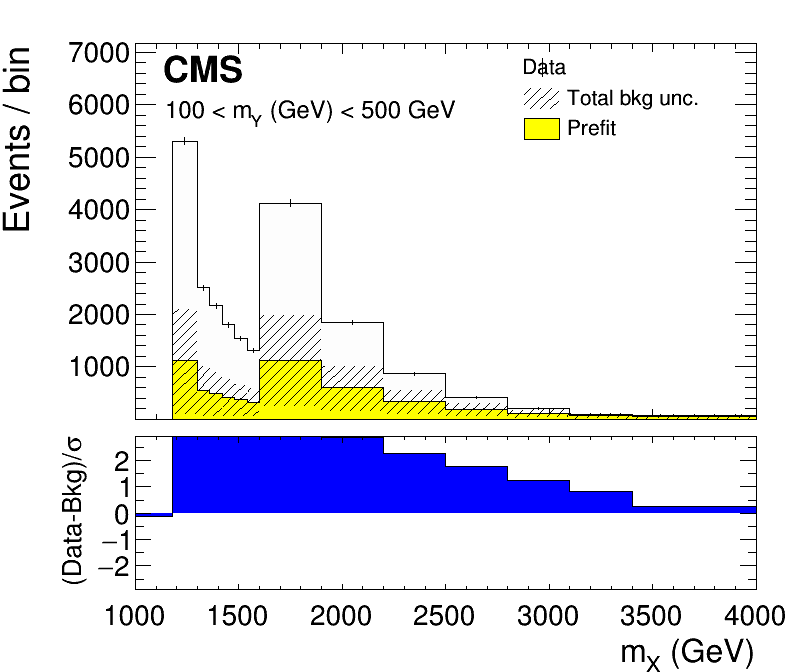 7000
6000
5000
4000
3000
2000
1000
Events / bin
CMS
100 < m_Y (GeV) < 500 GeV
Data
Total bkg unc.
Prefit
2
1
0
−1
−2
(Data-Bkg)/σ
1000 1500 2000 2500 3000 3500 4000
m_X (GeV)